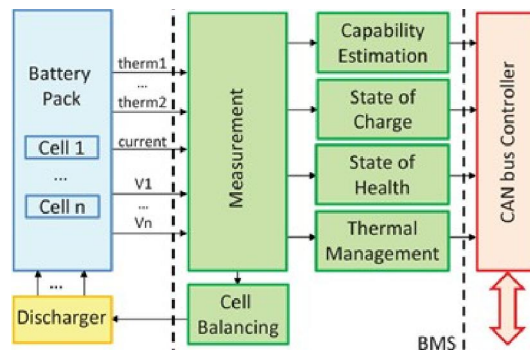 Battery
Pack
Cell 1
...
Cell n
therm1
...
therm2
current
V1
...
Vn
Measurement
Capability
Estimation
State of
Charge
State of
Health
Thermal
Management
CAN bus Controller
...
Discharger
Cell
Balancing
BMS